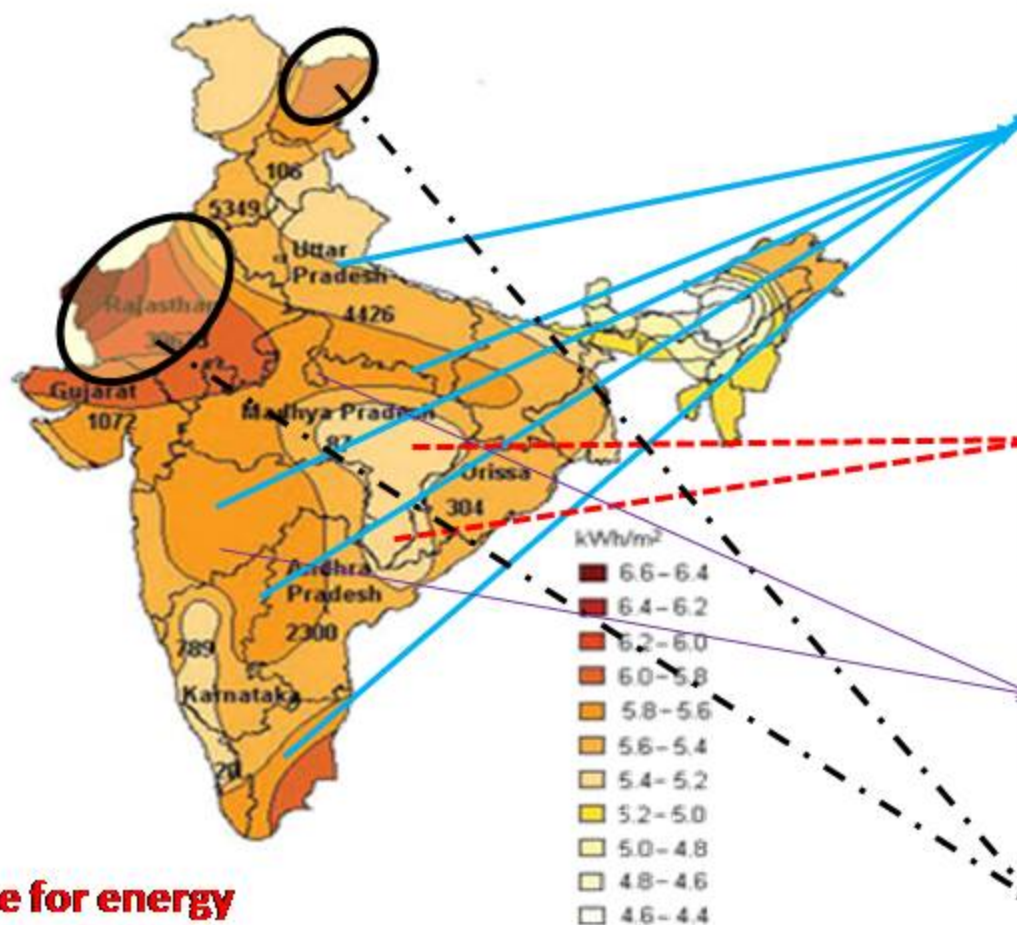 106
5349
Uttar
Pradesh
Rajasthan
4426
Gujarat
1072
Madhya Pradesh
87
Orissa
304
Andhra
Pradesh
2300
789
Karnataka
20
kWh/m²
6.6–6.4
6.4–6.2
6.2–6.0
6.0–5.8
5.8–5.6
5.6–5.4
5.4–5.2
5.2–5.0
5.0–4.8
4.8–4.6
4.6–4.4
e for energy